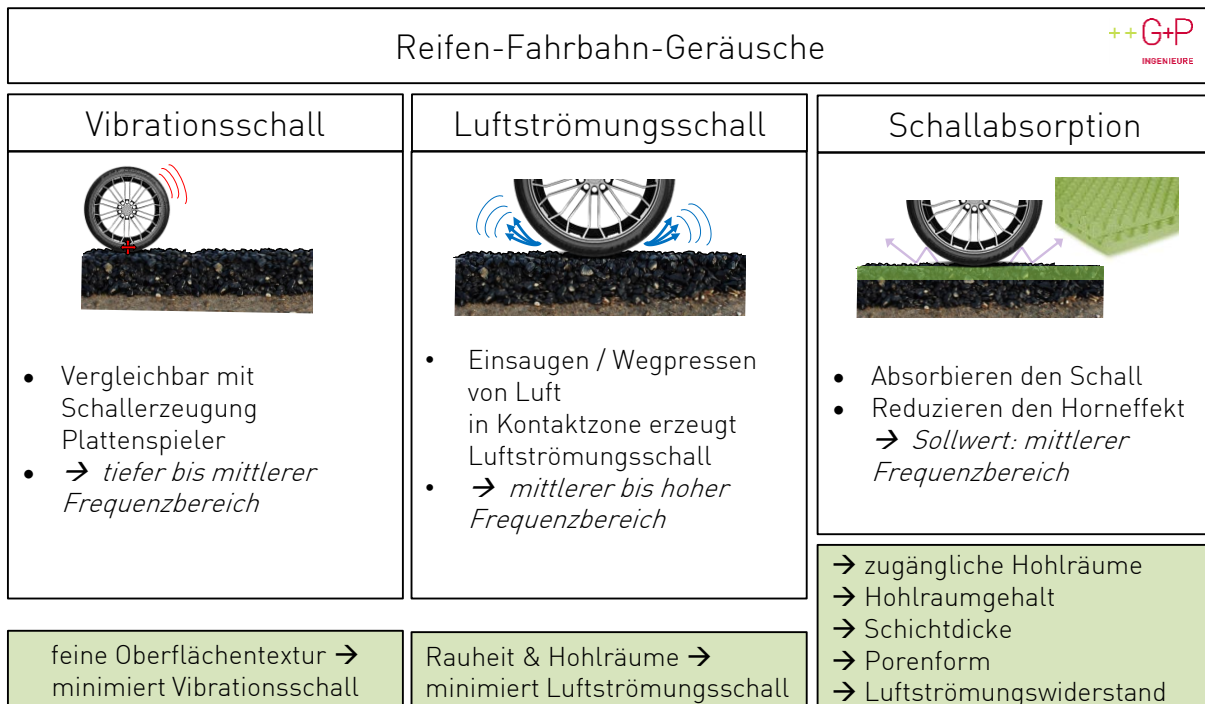 Reifen-Fahrbahn-Geräusche
++G+P
INGENIEURE
Vibrationsschall
• Vergleichbar mit
Schallerzeugung
Plattenspieler
• → tiefer bis mittlerer
Frequenzbereich
feine Oberflächentextur →
minimiert Vibrationsschall
Luftströmungsschall
• Einsaugen / Wegpressen
von Luft
in Kontaktzone erzeugt
Luftströmungsschall
• → mittlerer bis hoher
Frequenzbereich
Rauheit & Hohlräume →
minimiert Luftströmungsschall
Schallabsorption
• Absorbieren den Schall
• Reduzieren den Horneffekt
→ Sollwert: mittlerer
Frequenzbereich
→ zugängliche Hohlräume
→ Hohlraumgehalt
→ Schichtdicke
→ Porenform
→ Luftströmungswiderstand